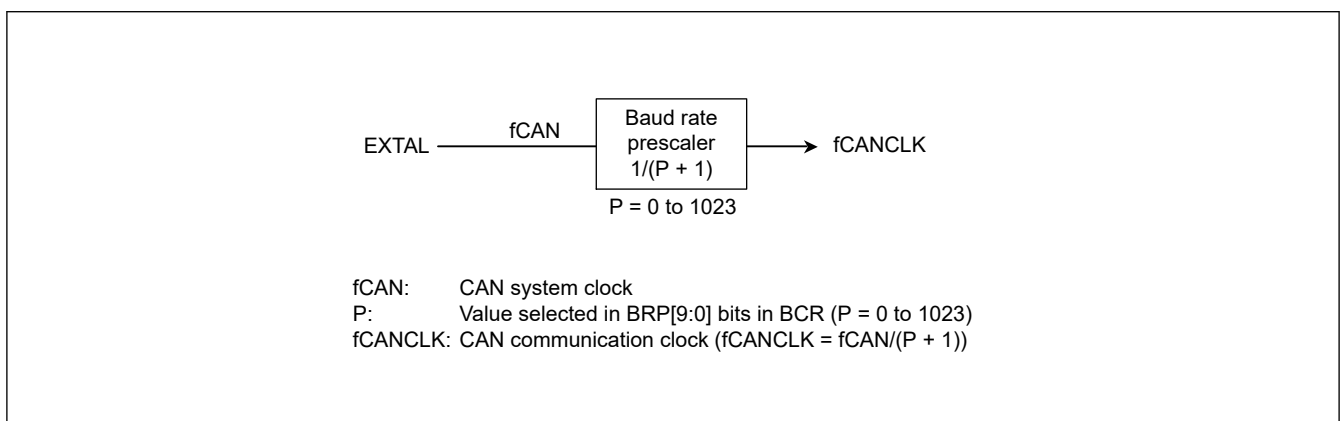 EXTAL
fCAN
Baud rate
prescaler
1/(P + 1)
fCANCLK
P = 0 to 1023
fCAN: CAN system clock
P: Value selected in BRP[9:0] bits in BCR (P = 0 to 1023)
fCANCLK: CAN communication clock (fCANCLK = fCAN/(P + 1))